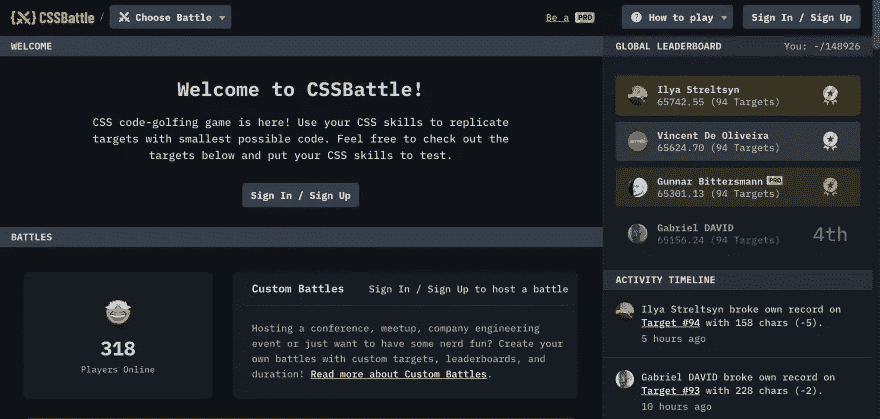 CSSBattle / Choose Battle
Be a PRO
How to play
Sign In / Sign Up
WELCOME
Welcome to CSSBattle!
CSS code-golfing game is here! Use your CSS skills to replicate
targets with smallest possible code. Feel free to check out the
targets below and put your CSS skills to test.
Sign In / Sign Up
BATTLES
318
Players Online
Custom Battles
Sign In / Sign Up to host a battle
Hosting a conference, meetup, company engineering
event or just want to have some nerd fun? Create your
own battles with custom targets, leaderboards, and
duration! Read more about Custom Battles.
GLOBAL LEADERBOARD
You: -/148926
Ilya Streltsyn
65742.55 (94 Targets)
Vincent De Oliveira
65624.70 (94 Targets)
Gunnar Bittersmann PRO
65301.13 (94 Targets)
Gabriel DAVID
65156.24 (94 Targets)
4th
ACTIVITY TIMELINE
Ilya Streltsyn broke own record on
Target #94 with 158 chars (-5).
5 hours ago
Gabriel DAVID broke own record on
Target #93 with 228 chars (-2).
10 hours ago